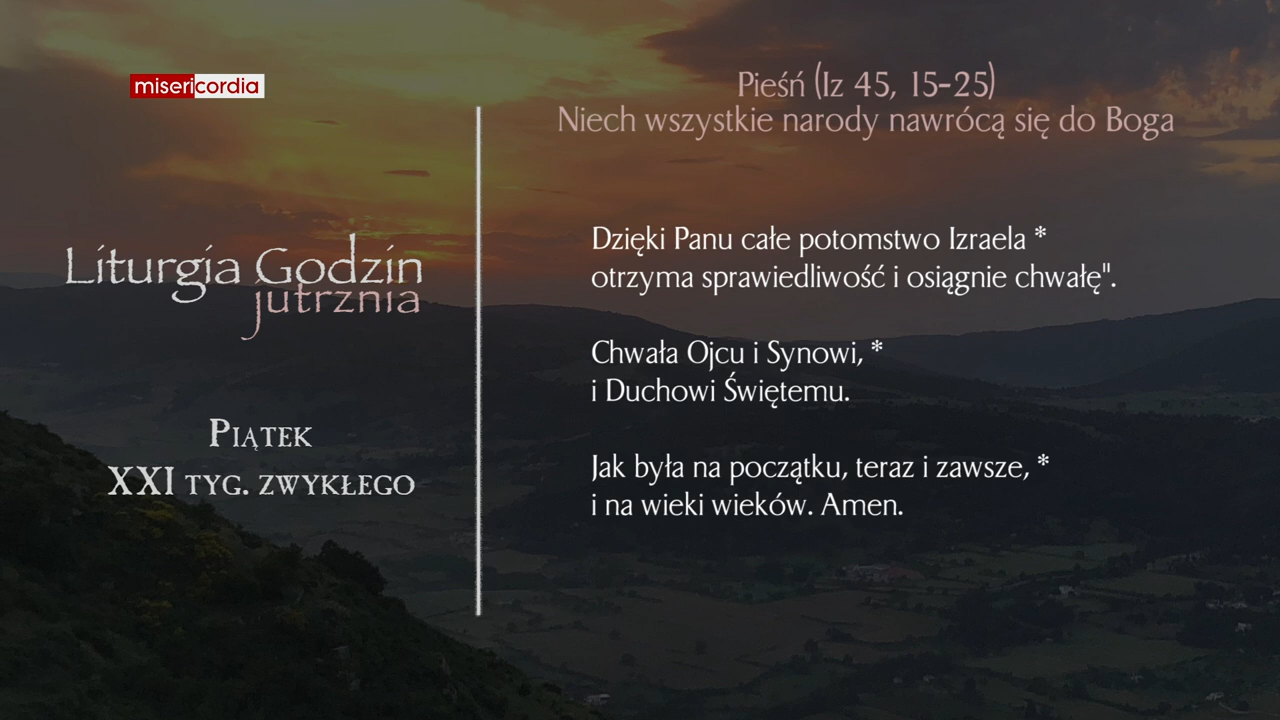 misericordia
Liturgia Godzin
jutrznia
Piątek
XXI tyg. zwykłego
Pieśń (Iz 45, 15-25)
Niech wszystkie narody nawrócą się do Boga
Dzięki Panu całe potomstwo Izraela *
otrzyma sprawiedliwość i osiągnie chwałę".
Chwała Ojcu i Synowi, *
i Duchowi Świętemu.
Jak była na początku, teraz i zawsze, *
i na wieki wieków. Amen.